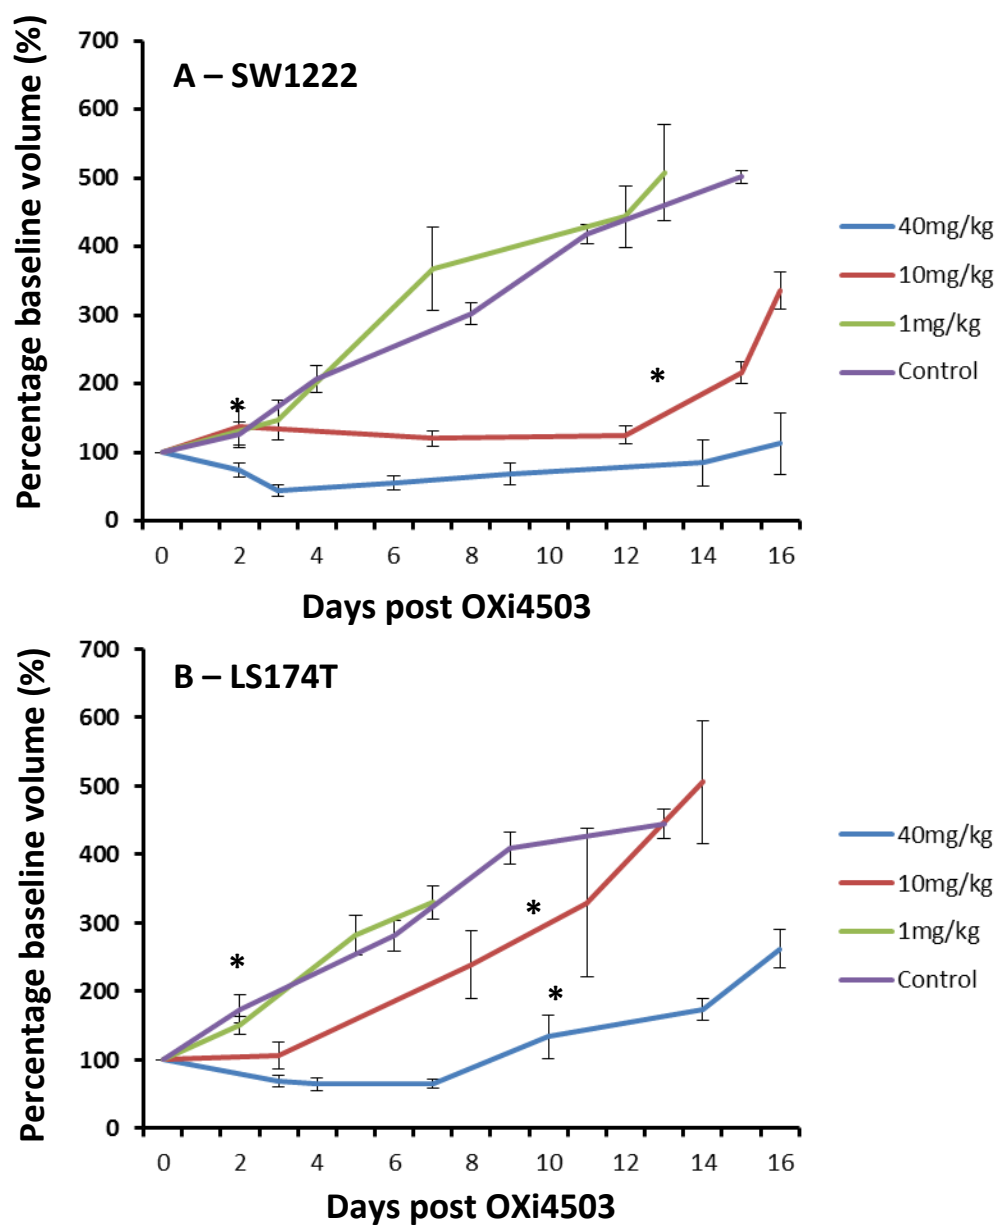 Percentage baseline volume (%)
700
600
500
400
300
200
100
0
A – SW1222
*
*
0 2 4 6 8 10 12 14 16
Days post OXi4503
40mg/kg
10mg/kg
1mg/kg
Control
Percentage baseline volume (%)
700
600
500
400
300
200
100
0
B – LS174T
*
*
*
0 2 4 6 8 10 12 14 16
Days post OXi4503
40mg/kg
10mg/kg
1mg/kg
Control